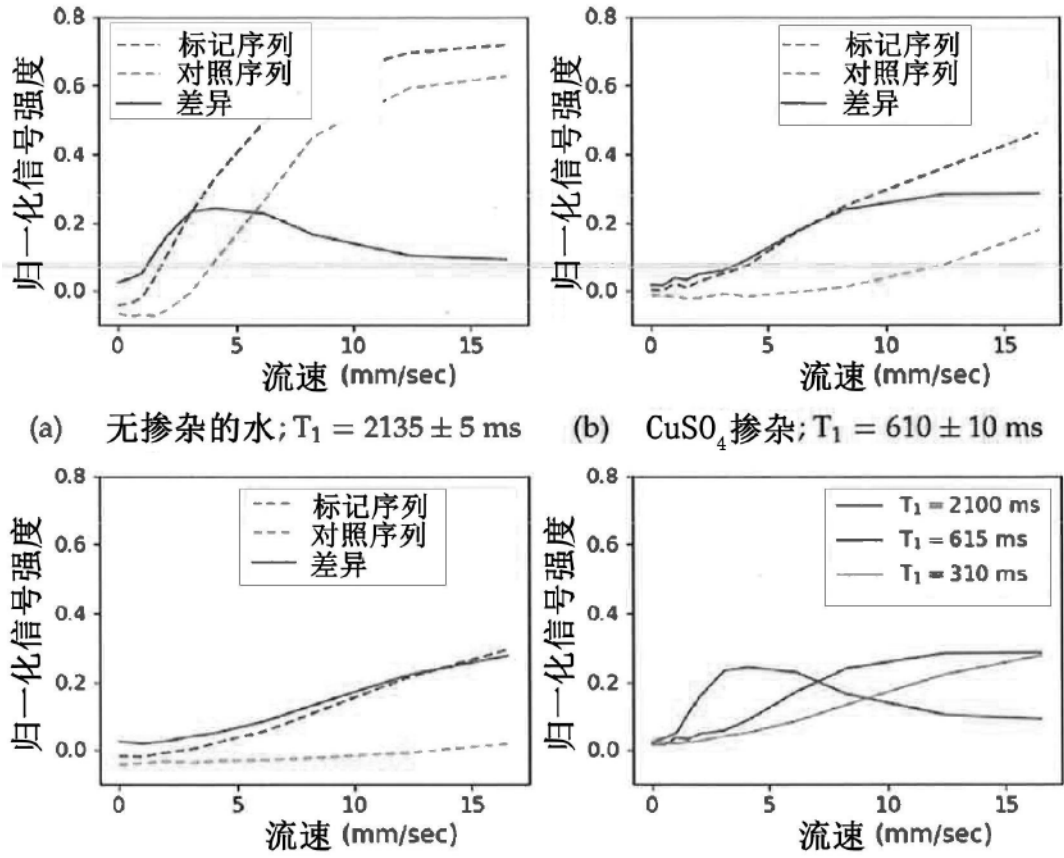 0.8
0.6
0.4
0.2
0.0
归一化信号强度
标记序列
对照序列
差异
0 5 10 15
流速 (mm/sec)
0.8
0.6
0.4
0.2
0.0
归一化信号强度
标记序列
对照序列
差异
0 5 10 15
流速 (mm/sec)
(a) 无掺杂的水; T₁ = 2135 ± 5 ms
(b) CuSO₄掺杂; T₁ = 610 ± 10 ms
0.8
0.6
0.4
0.2
0.0
归一化信号强度
标记序列
对照序列
差异
0 5 10 15
流速 (mm/sec)
0.8
0.6
0.4
0.2
0.0
归一化信号强度
T₁ = 2100 ms
T₁ = 615 ms
T₁ = 310 ms
0 5 10 15
流速 (mm/sec)